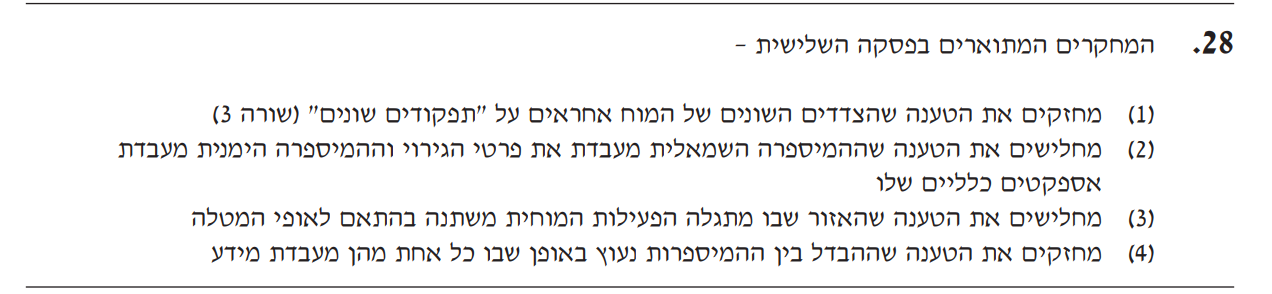 28. המחקרים המתוארים בפסקה השלישית –
(1) מחזקים את הטענה שהצדדים השונים של המוח אחראים על "תפקודים שונים" (שורה 3)
(2) מחלישים את הטענה שההמיספרה השמאלית מעבדת את פרטי הגירוי וההמיספרה הימנית מעבדת
אספקטים כלליים שלו
(3) מחלישים את הטענה שהאזור שבו מתגלה הפעילות המוחית משתנה בהתאם לאופי המטלה
(4) מחזקים את הטענה שההבדל בין ההמיספרות נעוץ באופן שבו כל אחת מהן מעבדת מידע